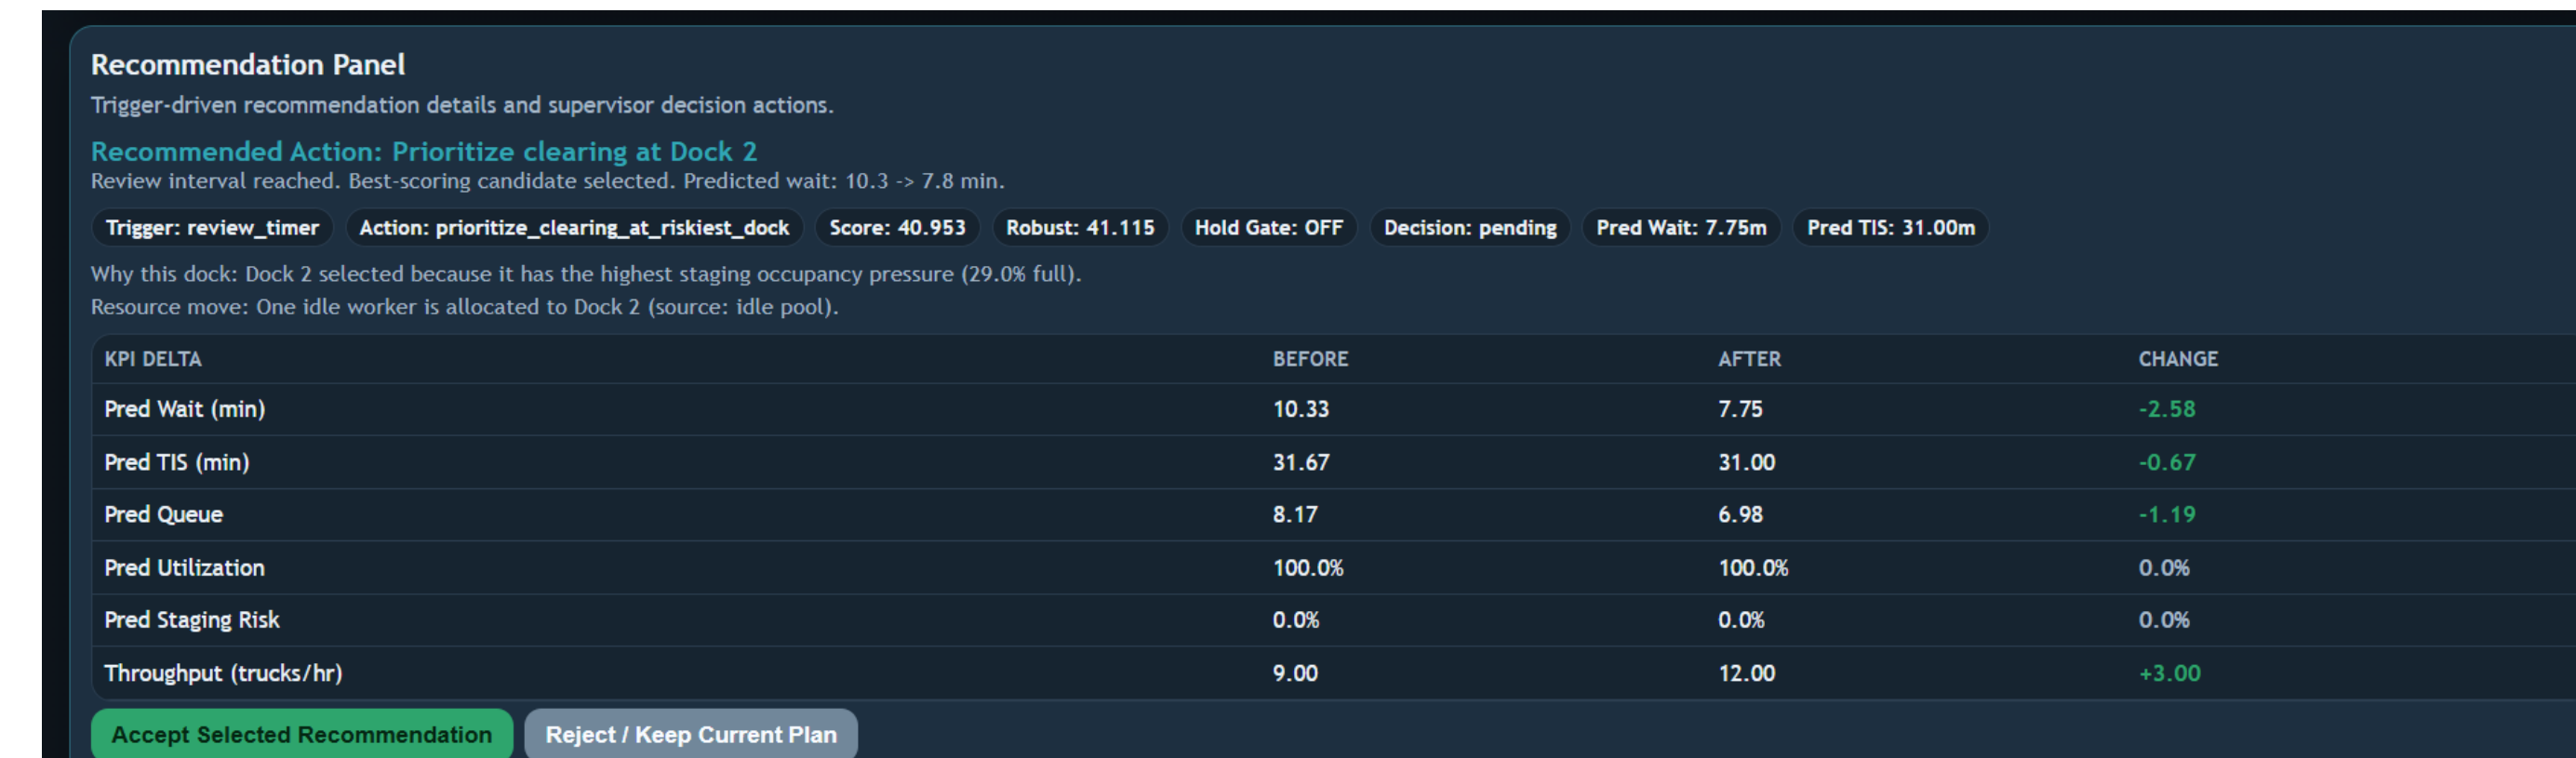 Recommendation Panel
Trigger-driven recommendation details and supervisor decision actions.
Recommended Action: Prioritize clearing at Dock 2
Review interval reached. Best-scoring candidate selected. Predicted wait: 10.3 -> 7.8 min.
Trigger: review_timer Action: prioritize_clearing_at_riskiest_dock Score: 40.953 Robust: 41.115 Hold Gate: OFF Decision: pending Pred Wait: 7.75m Pred TIS: 31.00m
Why this dock: Dock 2 selected because it has the highest staging occupancy pressure (29.0% full).
Resource move: One idle worker is allocated to Dock 2 (source: idle pool).
KPI DELTA BEFORE AFTER CHANGE
Pred Wait (min) 10.33 7.75 -2.58
Pred TIS (min) 31.67 31.00 -0.67
Pred Queue 8.17 6.98 -1.19
Pred Utilization 100.0% 100.0% 0.0%
Pred Staging Risk 0.0% 0.0% 0.0%
Throughput (trucks/hr) 9.00 12.00 +3.00
Accept Selected Recommendation Reject / Keep Current Plan